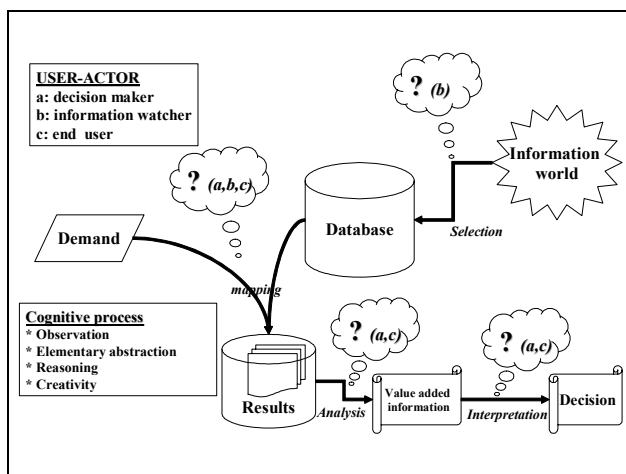 USER-ACTOR
a: decision maker
b: information watcher
c: end user
? (b)
Information
world
? (a,b,c)
Demand
Database
Selection
mapping
Cognitive process
* Observation
* Elementary abstraction
* Reasoning
* Creativity
? (a,c)
? (a,c)
Results
Analysis
Value added
information
Interpretation
Decision